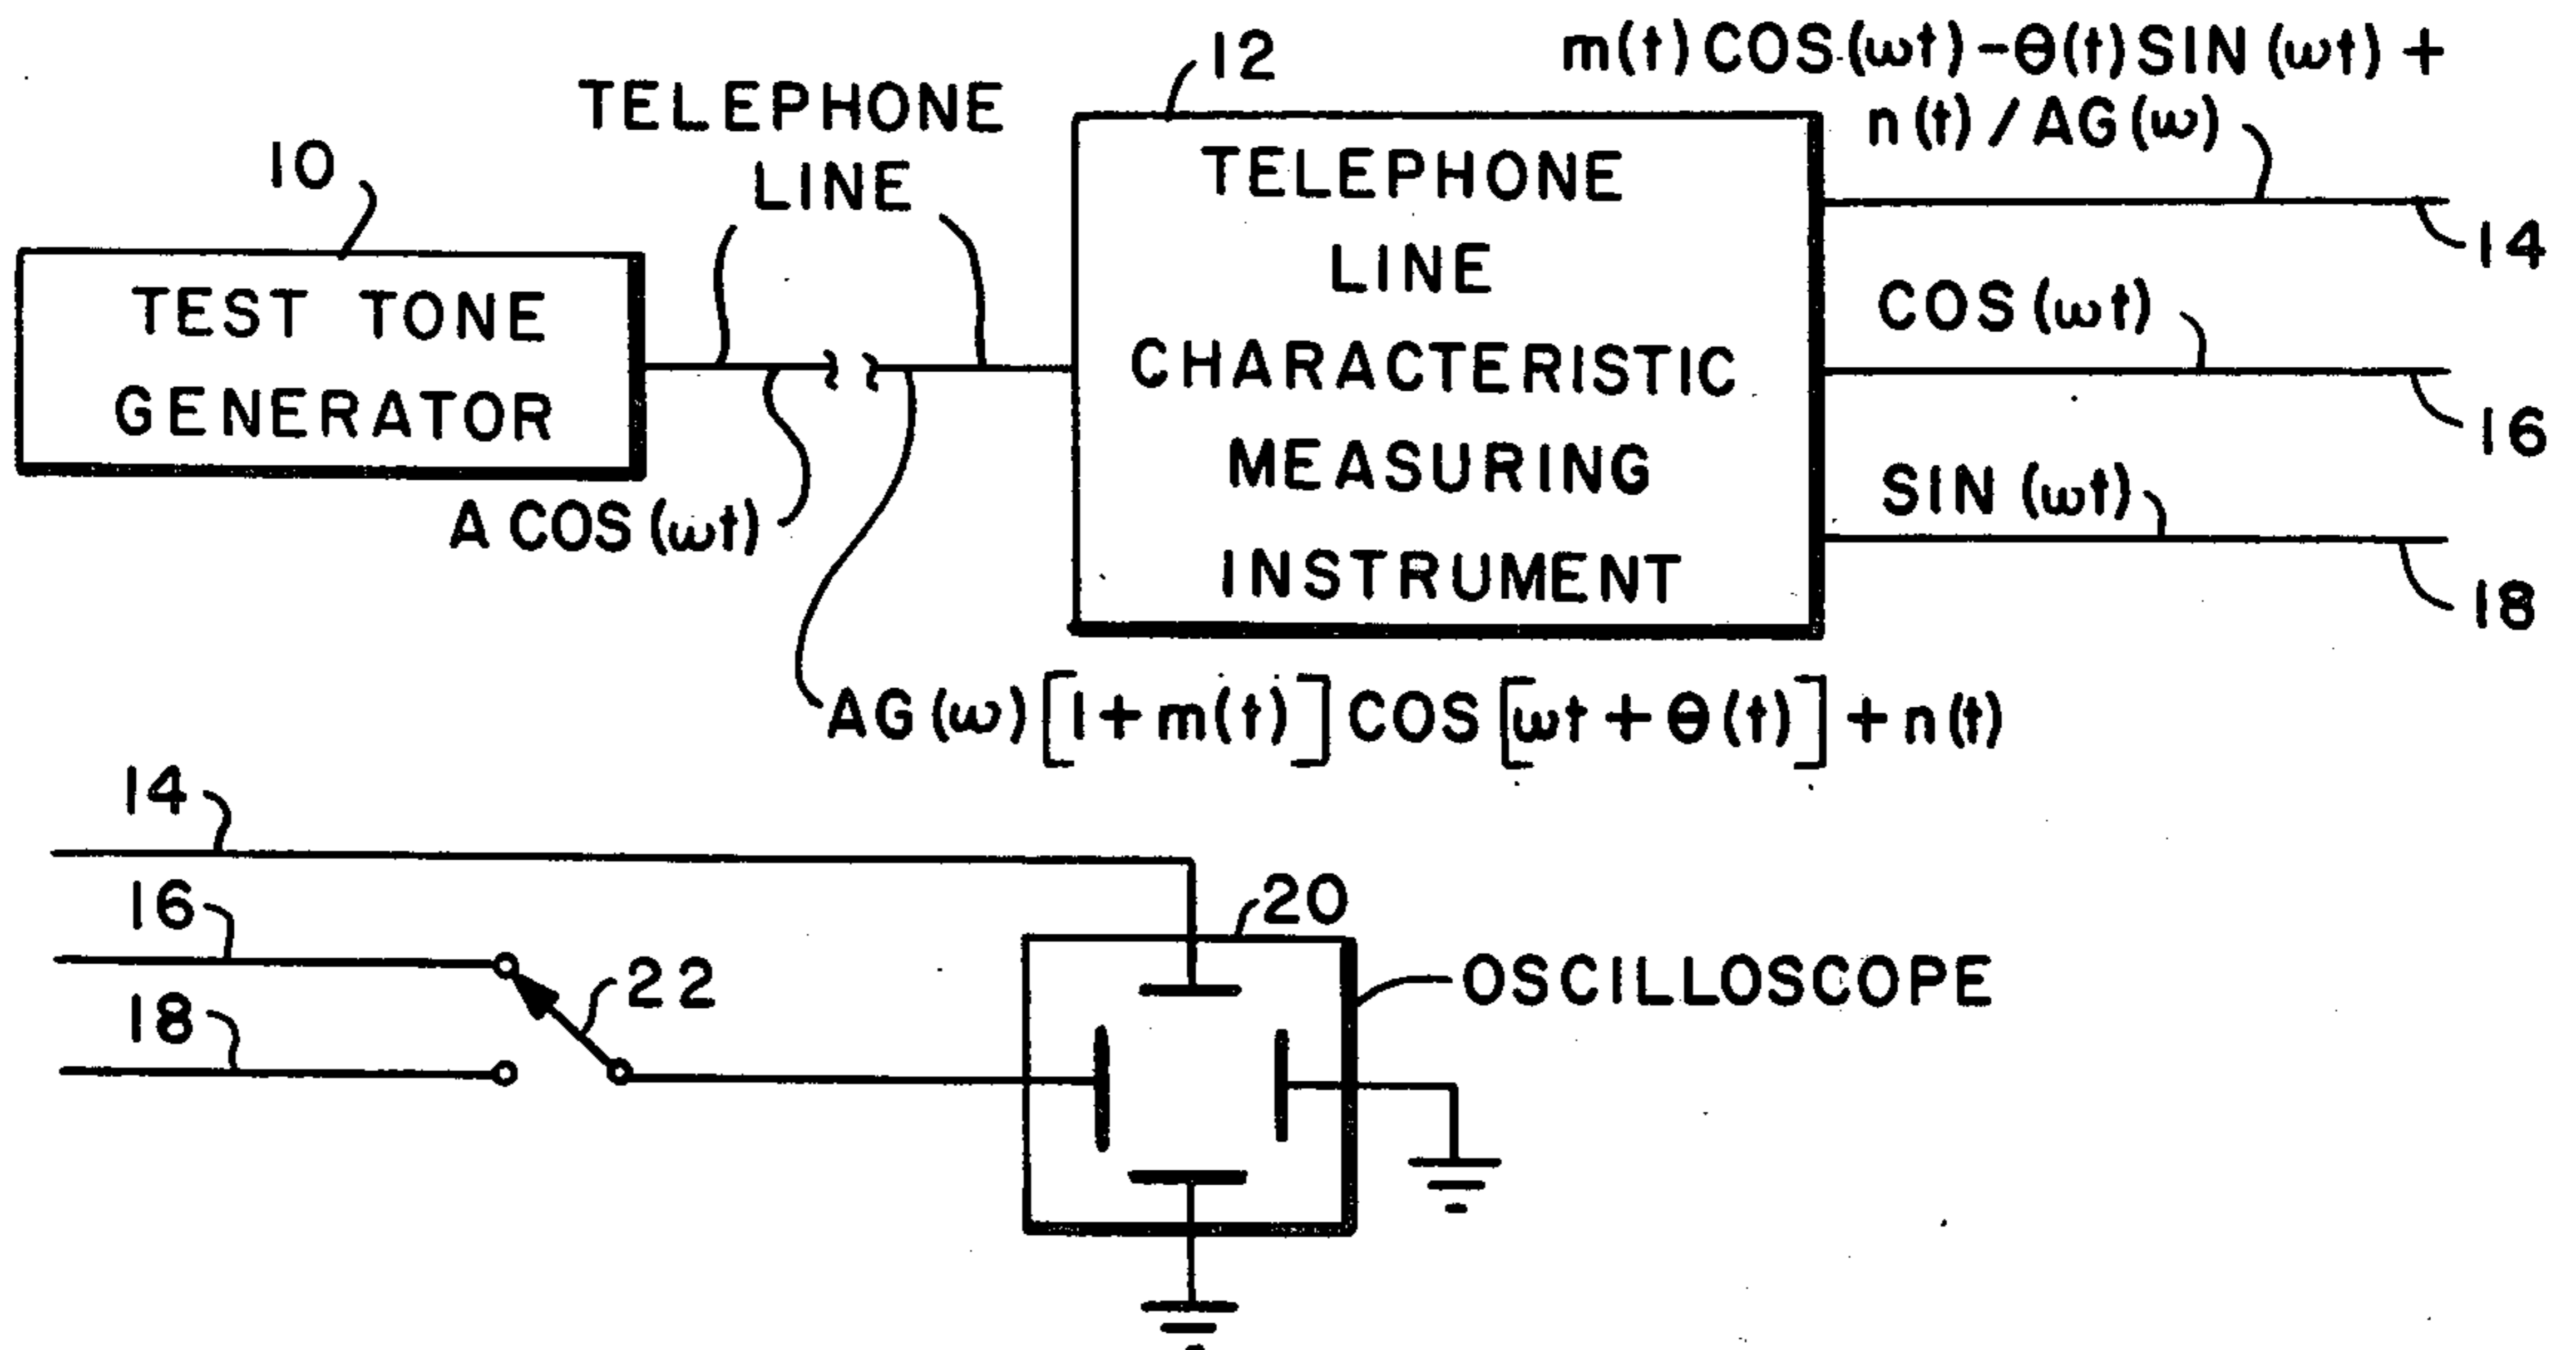 12
m(t) COS (ωt) - θ(t) SIN (ωt) +
n(t) / AG(ω)
TELEPHONE
LINE
10
TEST TONE
GENERATOR
TELEPHONE
LINE
CHARACTERISTIC
MEASURING
INSTRUMENT
14
COS (ωt)
16
SIN (ωt)
18
A COS (ωt)
AG(ω) [1 + m(t)] COS [ωt + θ(t)] + n(t)
14
16
18
22
20
OSCILLOSCOPE